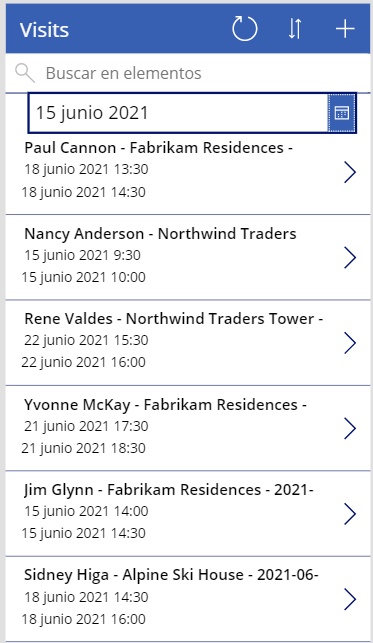 Visits
Buscar en elementos
15 junio 2021
Paul Cannon - Fabrikam Residences -
18 junio 2021 13:30
18 junio 2021 14:30
Nancy Anderson - Northwind Traders
15 junio 2021 9:30
15 junio 2021 10:00
Rene Valdes - Northwind Traders Tower -
22 junio 2021 15:30
22 junio 2021 16:00
Yvonne McKay - Fabrikam Residences -
21 junio 2021 17:30
21 junio 2021 18:30
Jim Glynn - Fabrikam Residences - 2021-
15 junio 2021 14:00
15 junio 2021 14:30
Sidney Higa - Alpine Ski House - 2021-06-
18 junio 2021 14:30
18 junio 2021 16:00